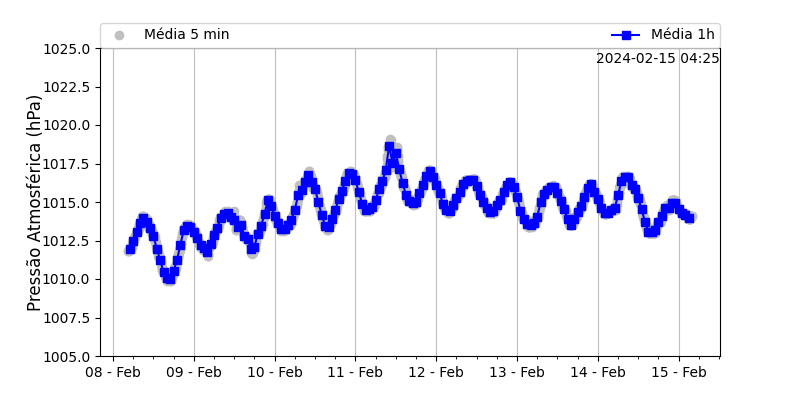 Média 5 min
Média 1h
2024-02-15 04:25
Pressão Atmosférica (hPa)
1025.0
1022.5
1020.0
1017.5
1015.0
1012.5
1010.0
1007.5
1005.0
08 - Feb
09 - Feb
10 - Feb
11 - Feb
12 - Feb
13 - Feb
14 - Feb
15 - Feb